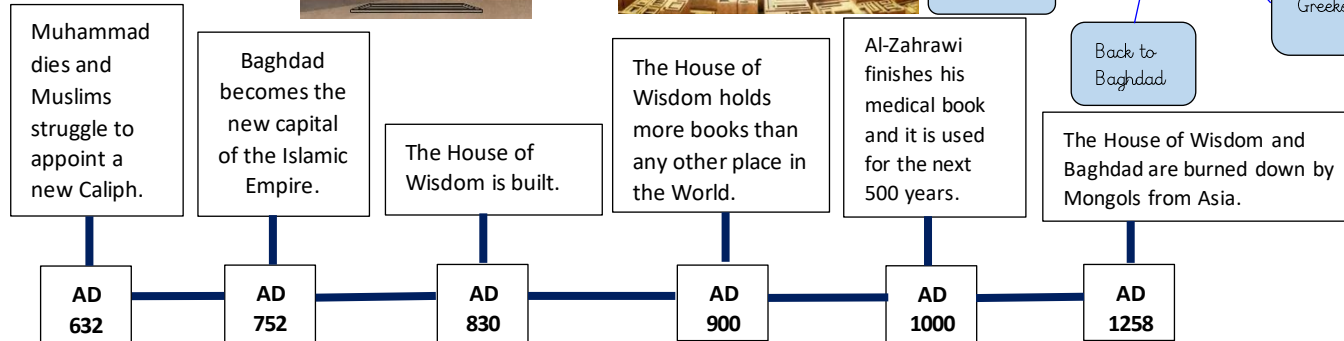 Muhammad
dies and
Muslims
struggle to
appoint a
new Caliph.
Baghdad
becomes the
new capital
of the Islamic
Empire.
The House of
Wisdom is built.
The House of
Wisdom holds
more books than
any other place in
the World.
Al-Zahrawi
finishes his
medical book
and it is used
for the next
500 years.
Back to
Baghdad
Greeks
The House of Wisdom and
Baghdad are burned down by
Mongols from Asia.
AD
632
AD
752
AD
830
AD
900
AD
1000
AD
1258